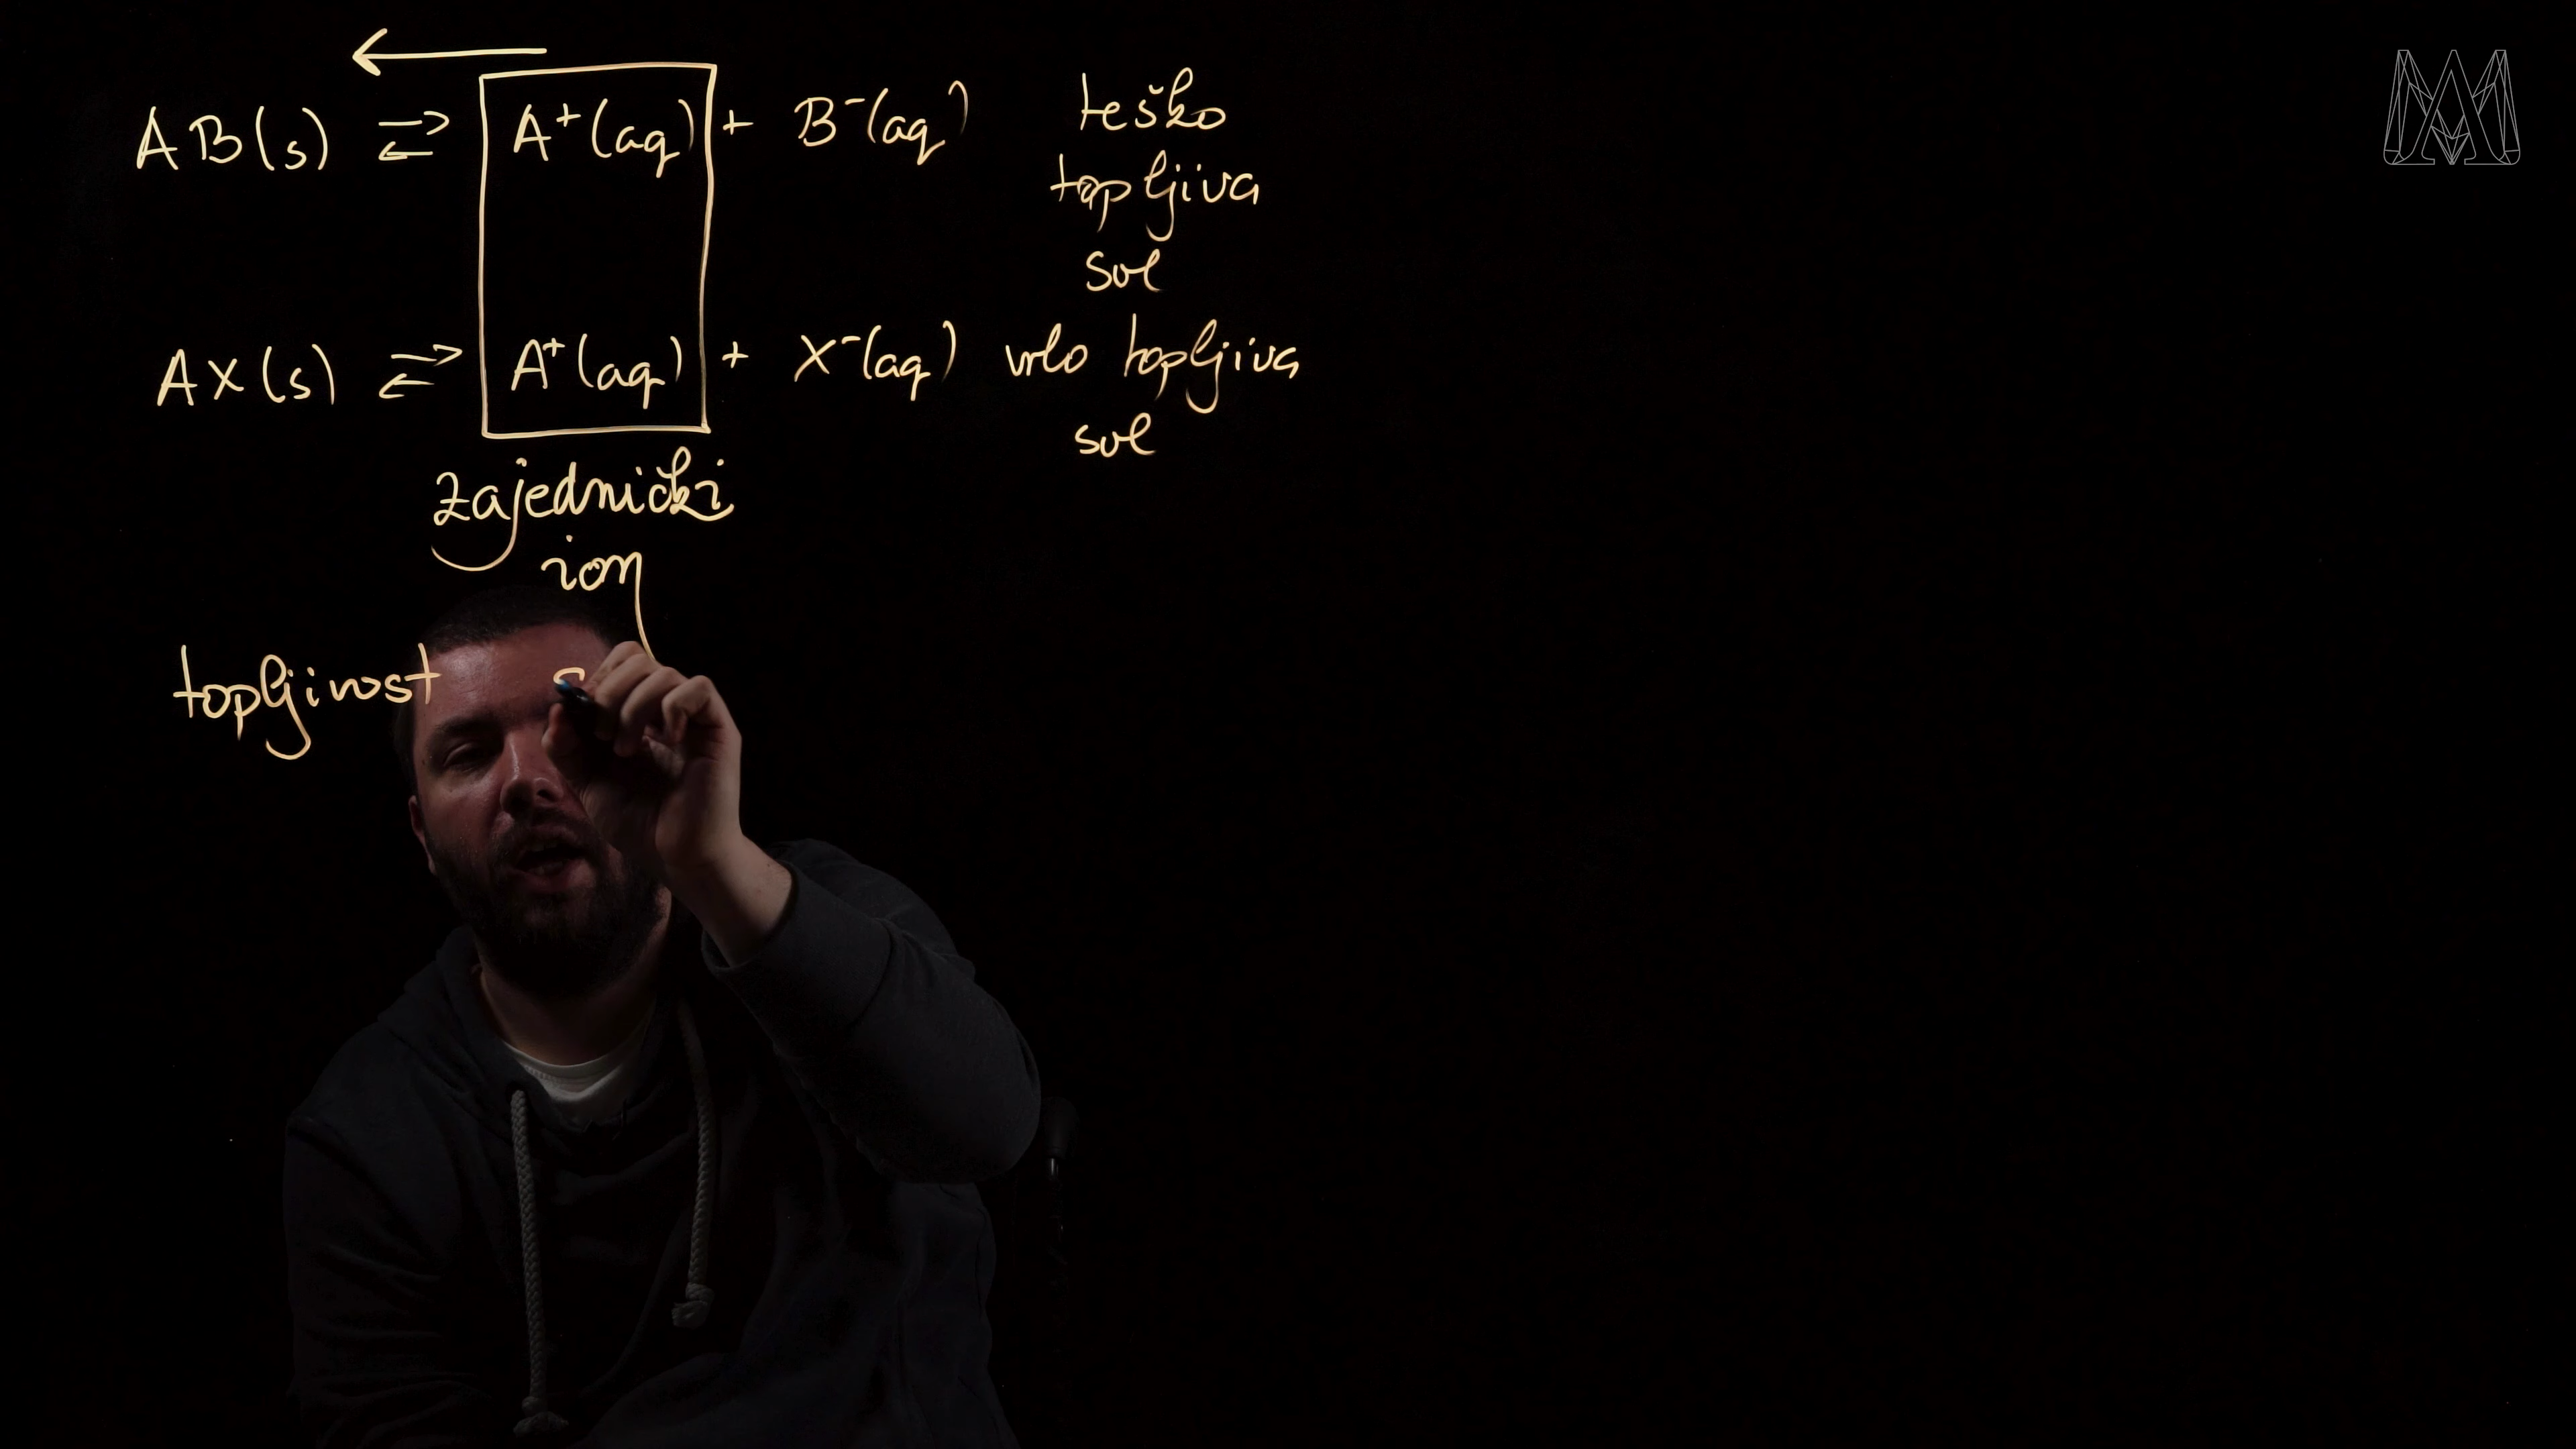 AB(s) ⇄ A⁺(aq) + B⁻(aq) teško
topljiva
sol
AX(s) ⇄ A⁺(aq) + X⁻(aq) vrlo topljiva
sol
zajednički
ion
topljivost s